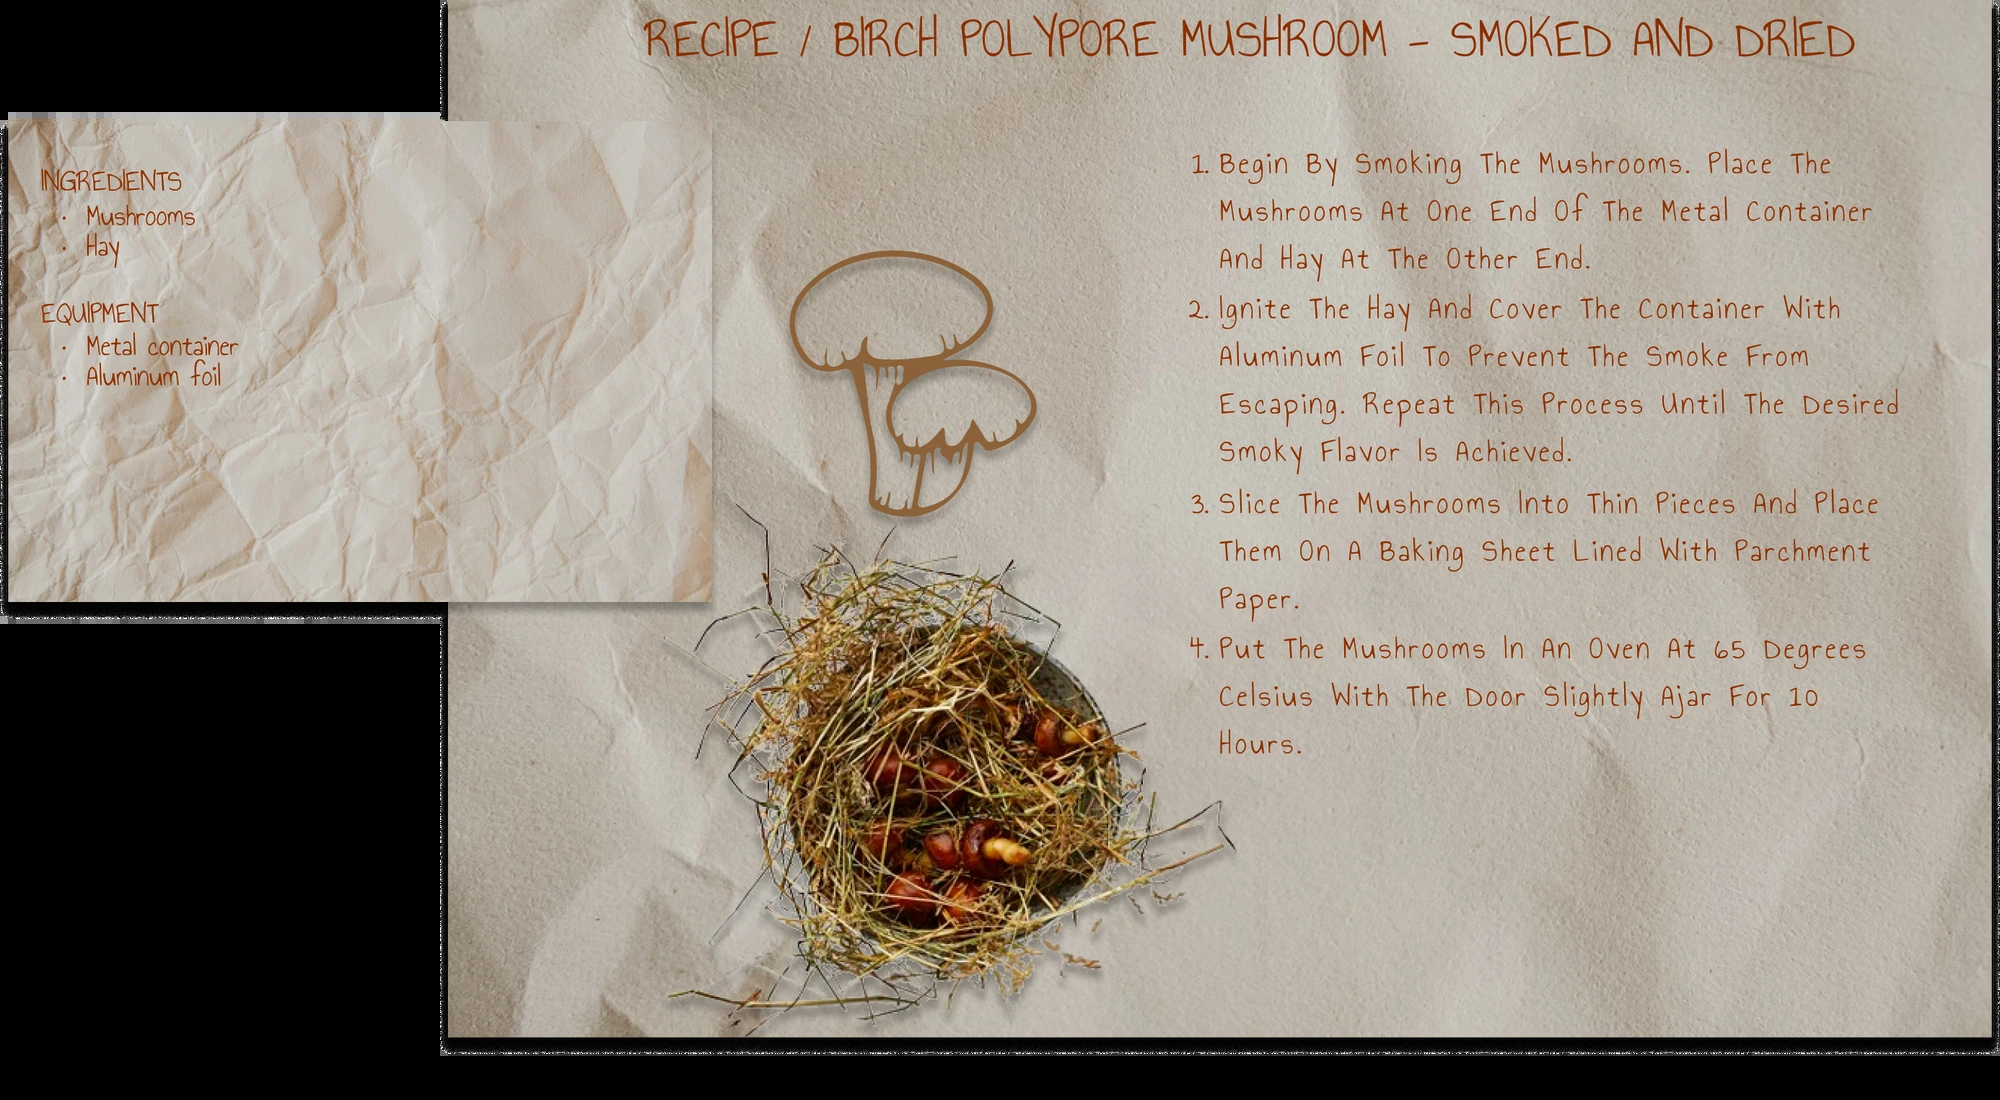 RECIPE / BIRCH POLYPORE MUSHROOM - SMOKED AND DRIED
INGREDIENTS
· Mushrooms
· Hay
EQUIPMENT
· Metal container
· Aluminum foil
1. Begin By Smoking The Mushrooms. Place The
Mushrooms At One End Of The Metal Container
And Hay At The Other End.
2. Ignite The Hay And Cover The Container With
Aluminum Foil To Prevent The Smoke From
Escaping. Repeat This Process Until The Desired
Smoky Flavor Is Achieved.
3. Slice The Mushrooms Into Thin Pieces And Place
Them On A Baking Sheet Lined With Parchment
Paper.
4. Put The Mushrooms In An Oven At 65 Degrees
Celsius With The Door Slightly Ajar For 10
Hours.